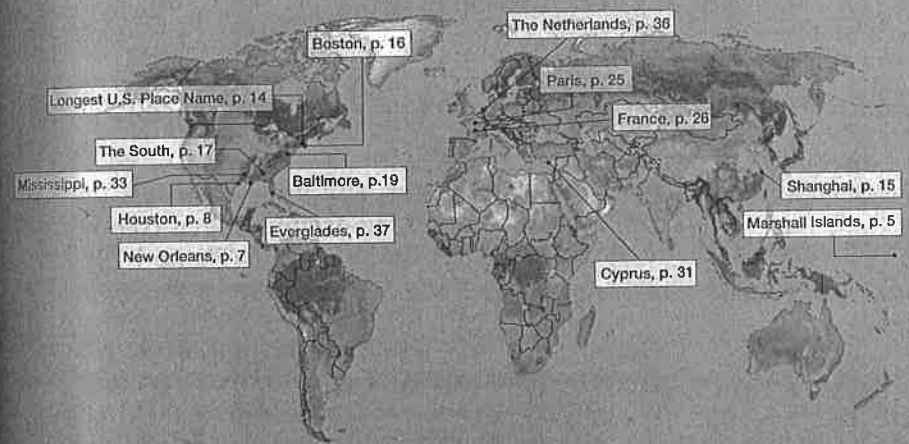 The Netherlands, p. 36
Boston, p. 16
Paris, p. 25
Longest U.S. Place Name, p. 14
France, p. 26
The South, p. 17
Mississippi, p. 33
Baltimore, p.19
Shanghai, p. 15
Houston, p. 8
Marshall Islands, p. 5
Everglades, p. 37
New Orleans, p. 7
Cyprus, p. 31